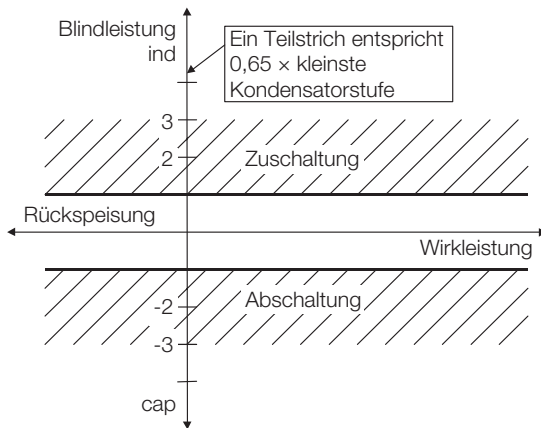 Blindleistung
ind
Ein Teilstrich entspricht
0,65 × kleinste
Kondensatorstufe
3
2
Zuschaltung
Rückspeisung
Wirkleistung
Abschaltung
-2
-3
cap